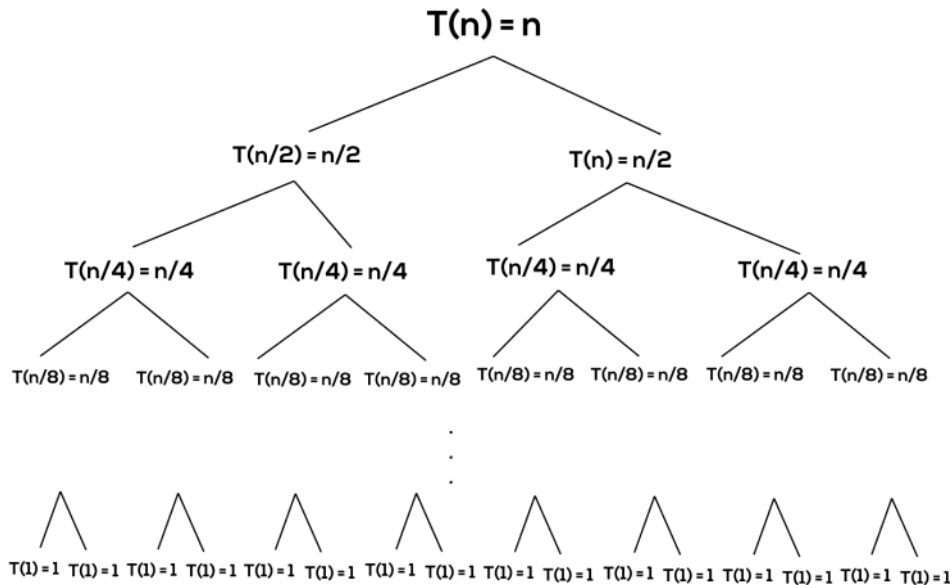 T(n) = n
T(n/2) = n/2 T(n) = n/2
T(n/4) = n/4 T(n/4) = n/4 T(n/4) = n/4 T(n/4) = n/4
T(n/8) = n/8 T(n/8) = n/8 T(n/8) = n/8 T(n/8) = n/8 T(n/8) = n/8 T(n/8) = n/8 T(n/8) = n/8 T(n/8) = n/8
.
.
.
T(1) = 1 T(1) = 1 T(1) = 1 T(1) = 1 T(1) = 1 T(1) = 1 T(1) = 1 T(1) = 1 T(1) = 1 T(1) = 1 T(1) = 1 T(1) = 1 T(1) = 1 T(1) = 1 T(1) = 1 T(1) =